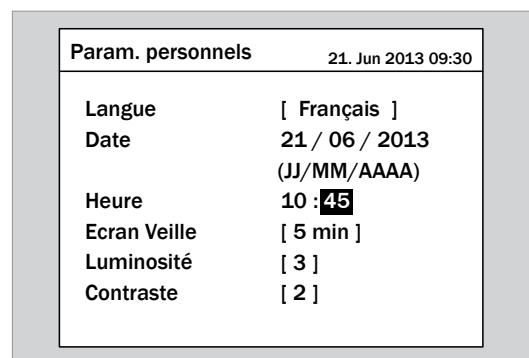 Param. personnels 21. Jun 2013 09:30
Langue [ Français ]
Date 21 / 06 / 2013
(JJ/MM/AAAA)
Heure 10 : 45
Ecran Veille [ 5 min ]
Luminosité [ 3 ]
Contraste [ 2 ]